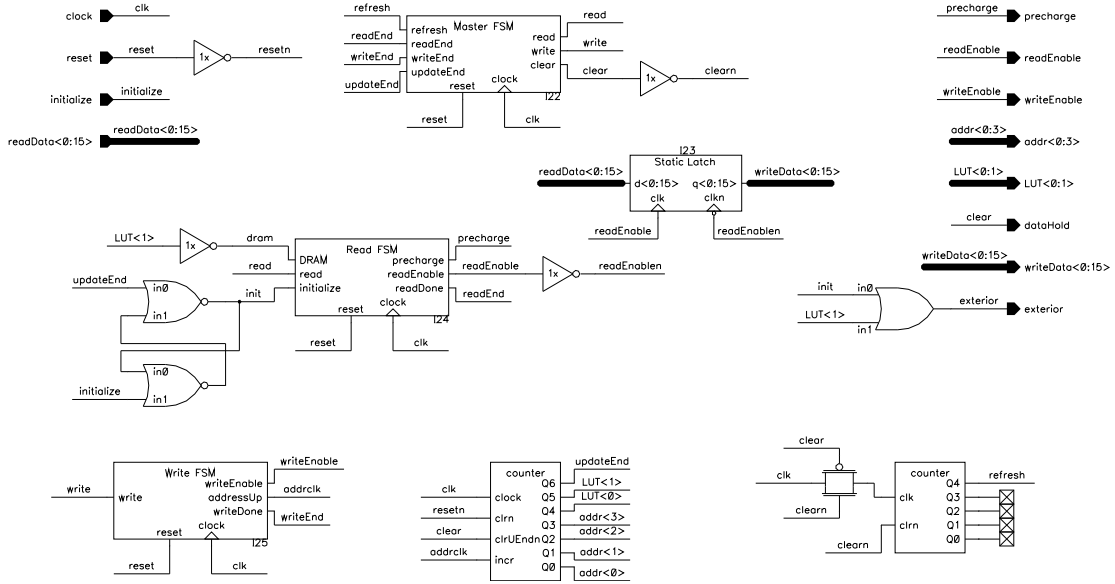 clock clk
reset reset 1x resetn
initialize initialize
readData<0:15> readData<0:15>
refresh
readEnd
writeEnd
updateEnd
Master FSM
refresh
readEnd
writeEnd
updateEnd
read
write
clear
reset
clock
I22
read
write
clear 1x clearn
reset
clk
precharge precharge
readEnable readEnable
writeEnable writeEnable
addr<0:3> addr<0:3>
LUT<0:1> LUT<0:1>
clear dataHold
writeData<0:15> writeData<0:15>
init in0
LUT<1> in1
exterior exterior
I23
Static Latch
readData<0:15> d<0:15> q<0:15> writeData<0:15>
clk clkn
readEnable readEnablen
LUT<1> 1x dram
read
updateEnd in0
in1
init
in0
initialize in1
Read FSM
DRAM
read
initialize
precharge
readEnable
readDone
reset
clock
I24
precharge
readEnable 1x readEnablen
readEnd
reset
clk
Write FSM
write write
writeEnable
addressUp
writeDone
reset
clock
I25
writeEnable
addrclk
writeEnd
reset
clk
counter
clk clock
resetn clrn
clear clrUEndn
addrclk incr
Q6 updateEnd
Q5 LUT<1>
Q4 LUT<0>
Q3 addr<3>
Q2 addr<2>
Q1 addr<1>
Q0 addr<0>
clear
clk
clearn
counter
clk
clrn
clearn
Q4 refresh
Q3
Q2
Q1
Q0